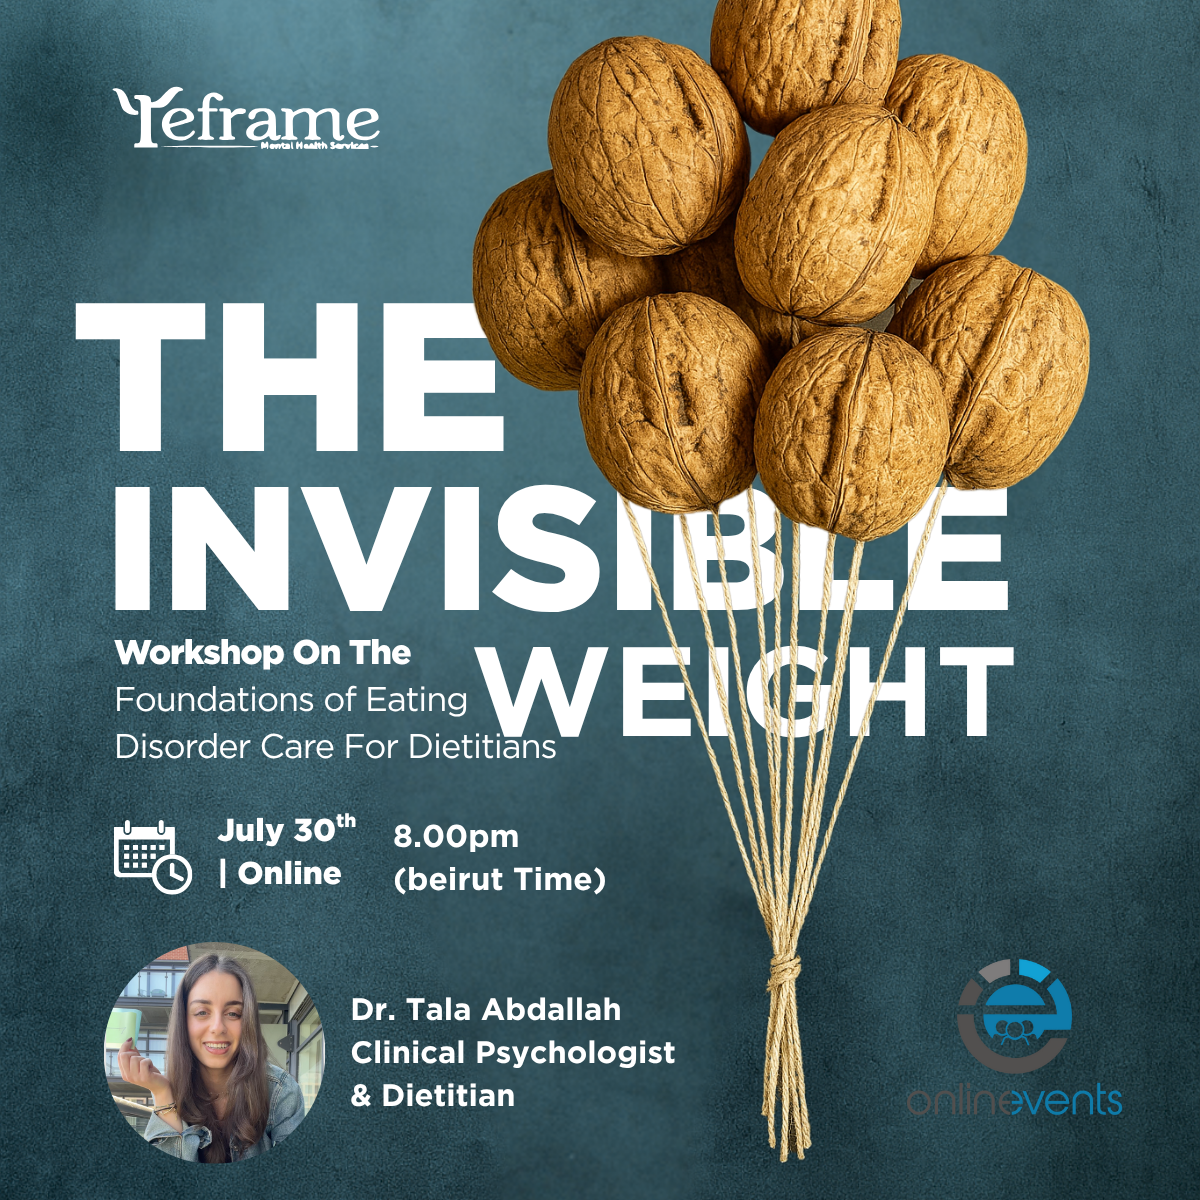 reframe
Mental Health Services
THE
INVISIBLE
WEIGHT
Workshop On The
Foundations of Eating
Disorder Care For Dietitians
July 30th
| Online
8.00pm
(beirut Time)
Dr. Tala Abdallah
Clinical Psychologist
& Dietitian
onlinevents